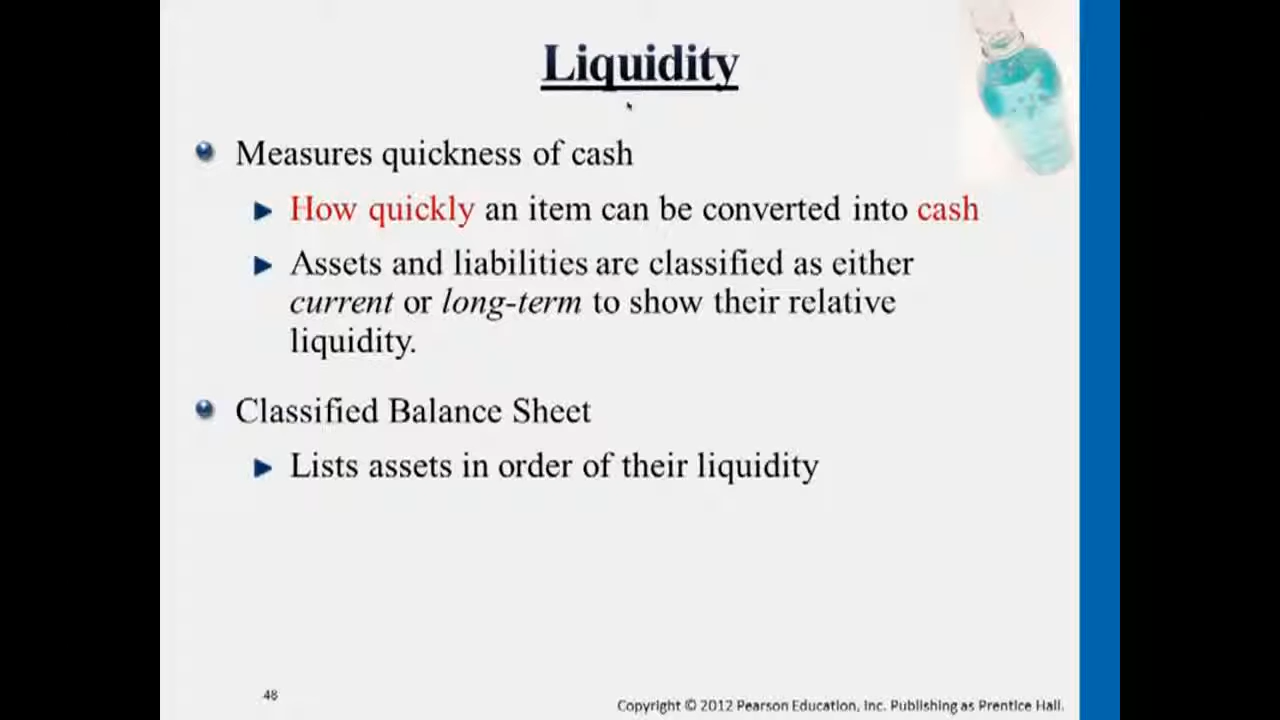 Liquidity
Measures quickness of cash
How quickly an item can be converted into cash
Assets and liabilities are classified as either
current or long-term to show their relative
liquidity.
Classified Balance Sheet
Lists assets in order of their liquidity
48
Copyright © 2012 Pearson Education, Inc. Publishing as Prentice Hall.